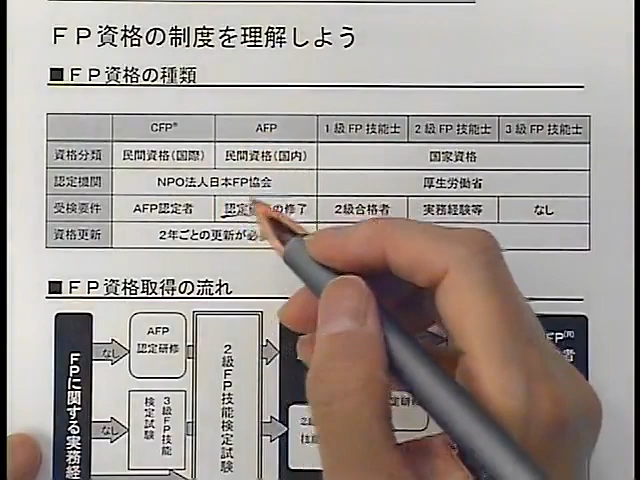 FP資格の制度を理解しよう
■FP資格の種類
CFP® AFP 1級FP技能士 2級FP技能士 3級FP技能士
資格分類 民間資格(国際) 民間資格(国内) 国家資格
認定機関 NPO法人日本FP協会 厚生労働省
受検要件 AFP認定者 認定 の修了 2級合格者 実務経験等 なし
資格更新 2年ごとの更新が必
■FP資格取得の流れ
FPに関する実務経
なし
AFP
認定研修
なし
3級FP技能
検定試験
2級FP技能検定試験